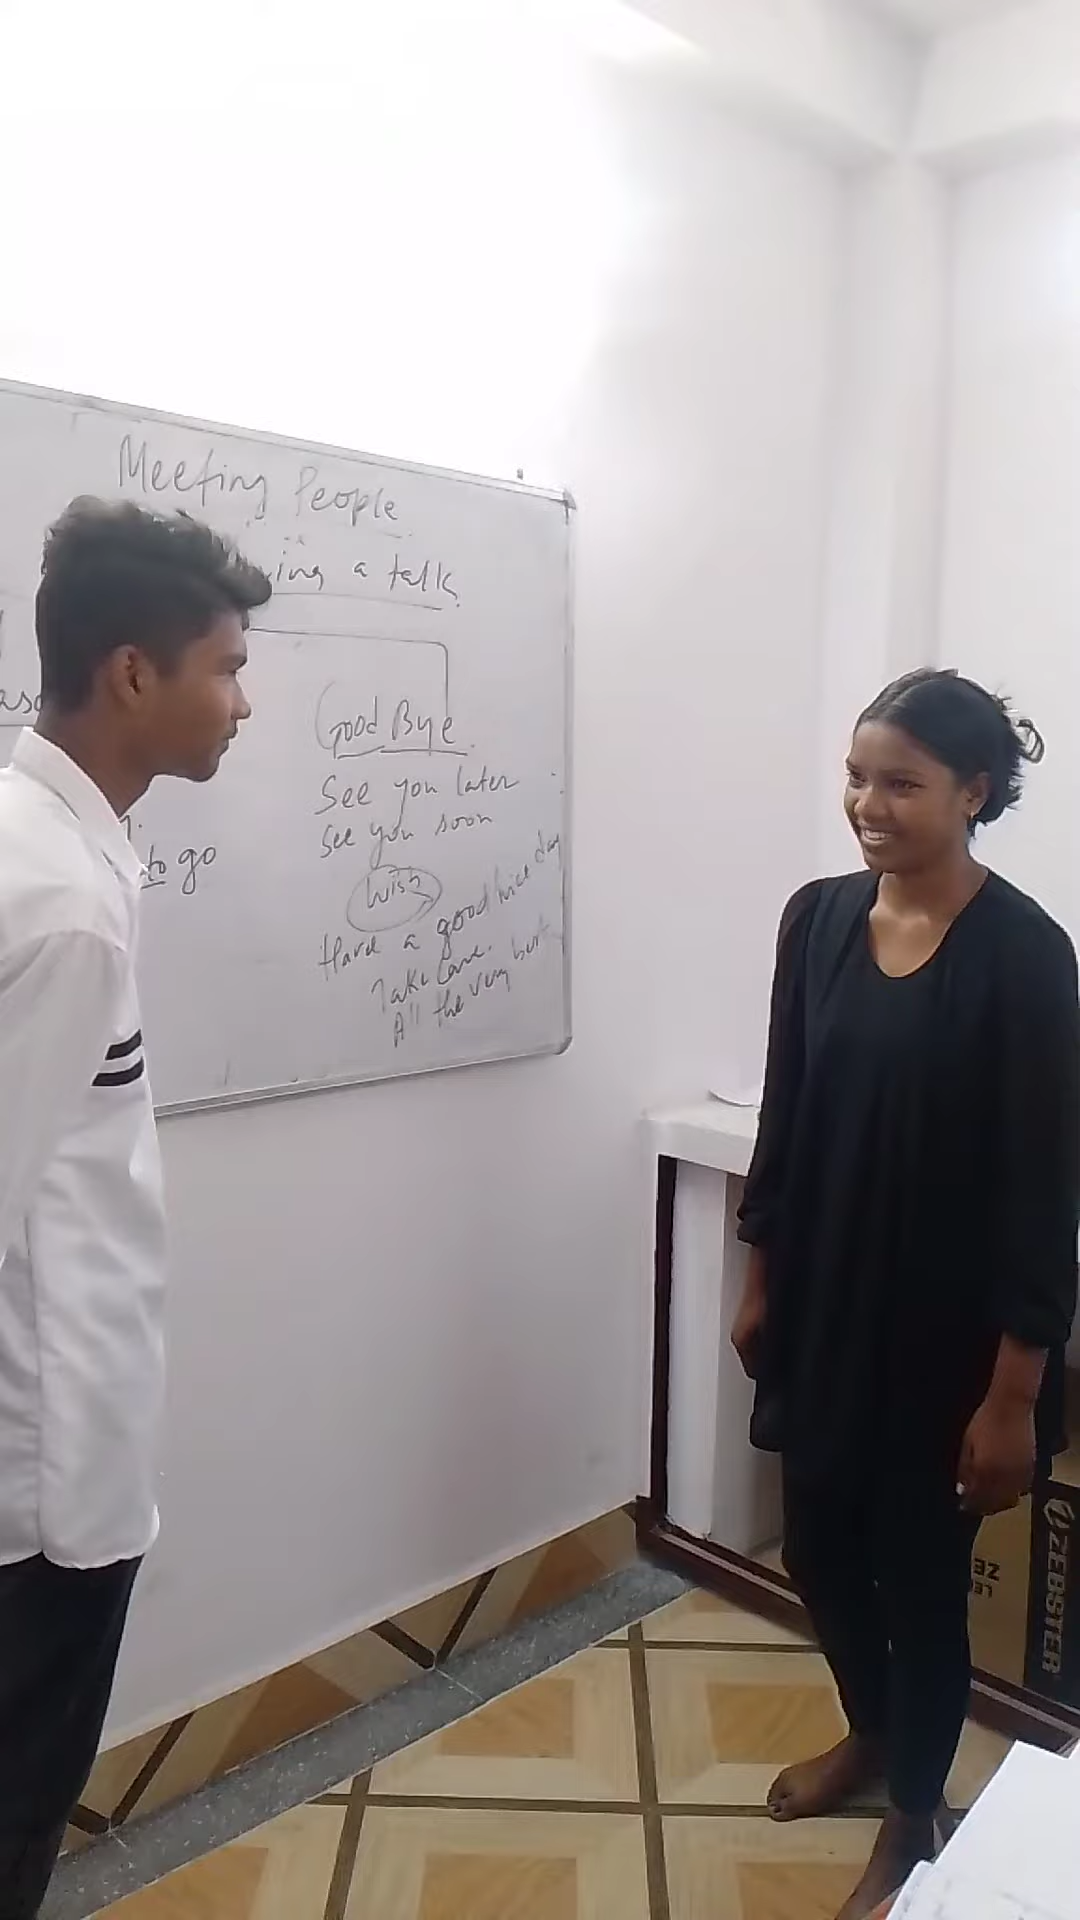 Meeting People
ing a talk.
Good Bye.
See you later
See you soon
to go
Wish
Have a good nice day
Take Care.
All the very best
ZEBSTER